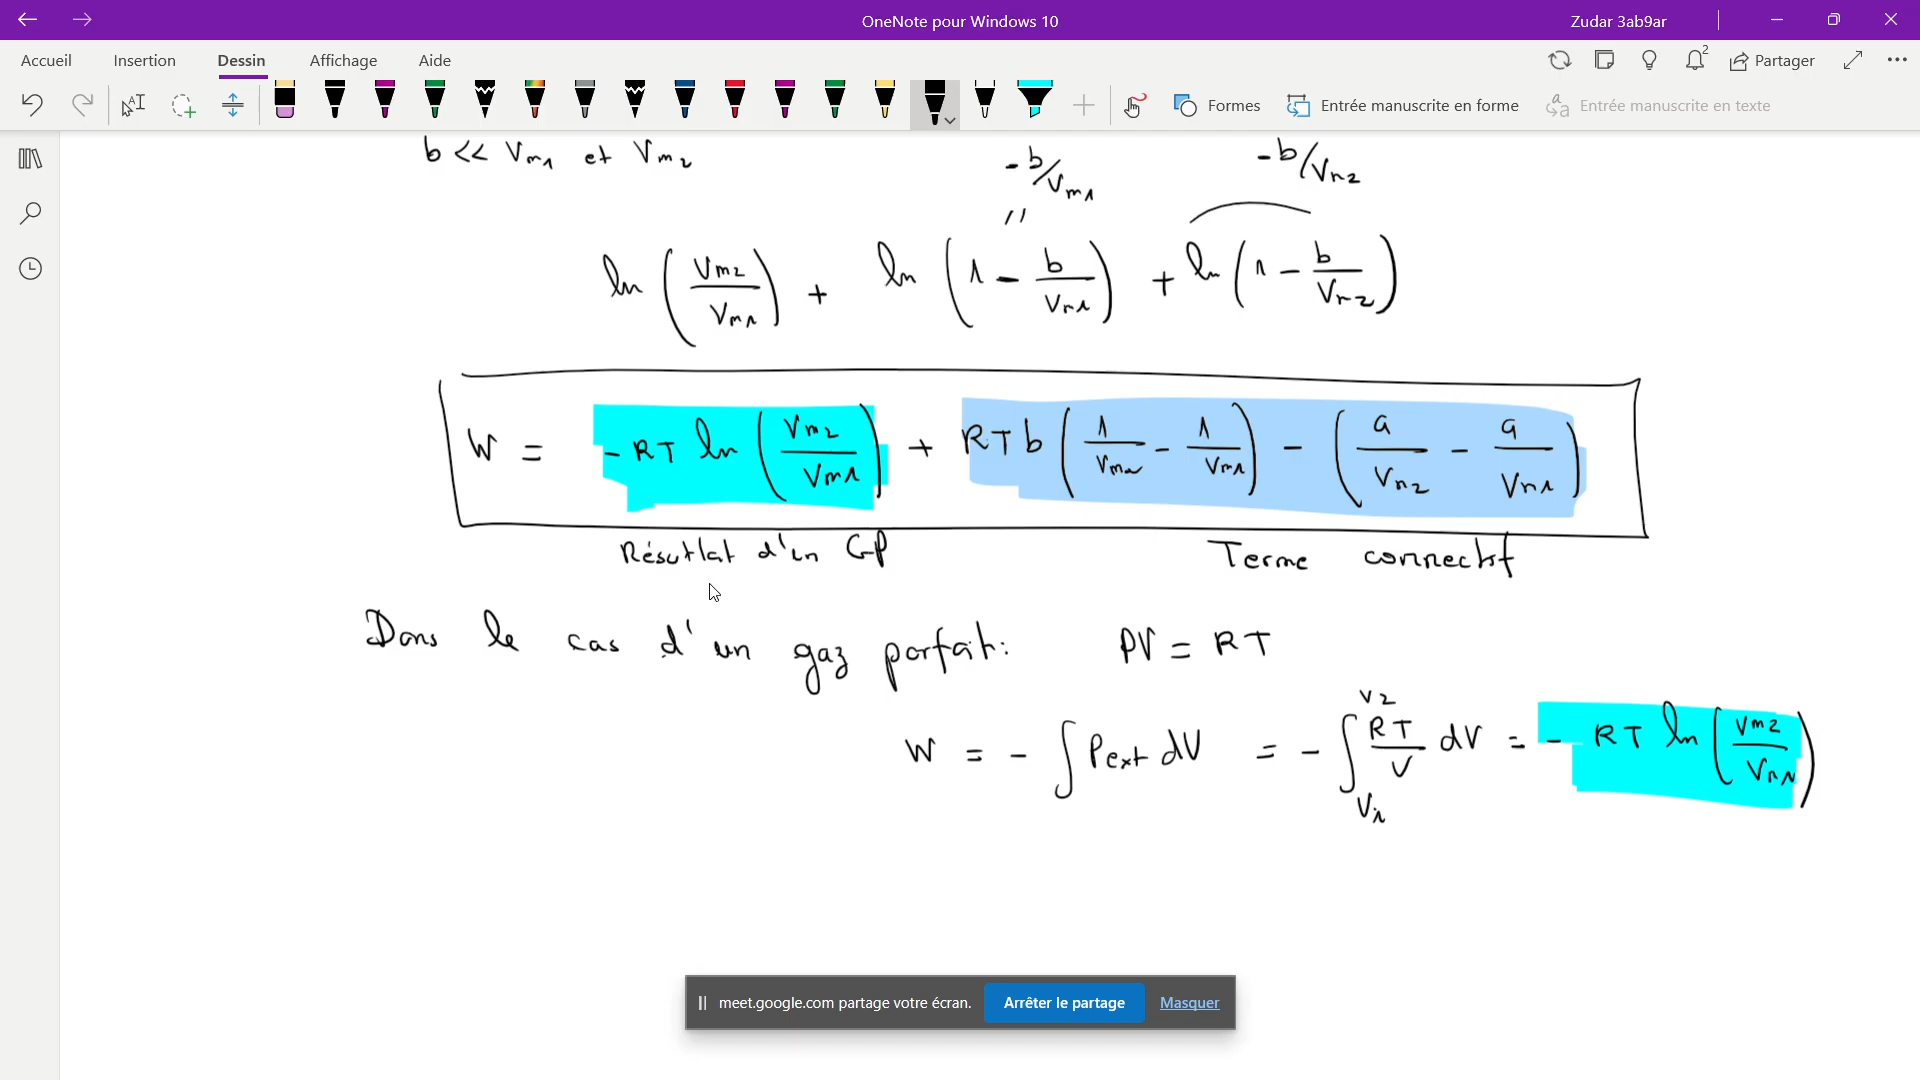 OneNote pour Windows 10
Zudar 3ab9ar
Accueil Insertion Dessin Affichage Aide
2 Partager
Formes Entrée manuscrite en forme Entrée manuscrite en texte
b << Vm1 et Vm2
-b/Vm1 -b/Vm2
ln (Vm2/Vm1) + ln (1 - b/Vm1) + ln (1 - b/Vm2)
W = - RT ln (Vm2/Vm1) + RTb (1/Vm2 - 1/Vm1) - (a/Vm2 - a/Vm1)
Résutlat d'un GP Terme correctif
Dans le cas d'un gaz parfait: PV = RT
W = - ∫ Pext dV = - ∫V1V2 RT/V dV = - RT ln (Vm2/Vm1)
meet.google.com partage votre écran. Arrêter le partage Masquer